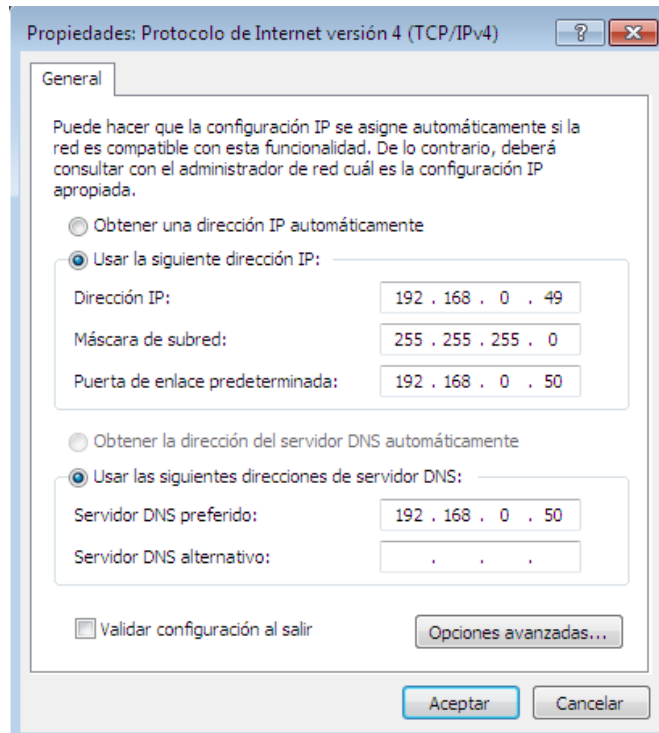 Propiedades: Protocolo de Internet versión 4 (TCP/IPv4)
General
Puede hacer que la configuración IP se asigne automáticamente si la
red es compatible con esta funcionalidad. De lo contrario, deberá
consultar con el administrador de red cuál es la configuración IP
apropiada.
Obtener una dirección IP automáticamente
Usar la siguiente dirección IP:
Dirección IP: 192 . 168 . 0 . 49
Máscara de subred: 255 . 255 . 255 . 0
Puerta de enlace predeterminada: 192 . 168 . 0 . 50
Obtener la dirección del servidor DNS automáticamente
Usar las siguientes direcciones de servidor DNS:
Servidor DNS preferido: 192 . 168 . 0 . 50
Servidor DNS alternativo: . . .
Validar configuración al salir Opciones avanzadas...
Aceptar Cancelar